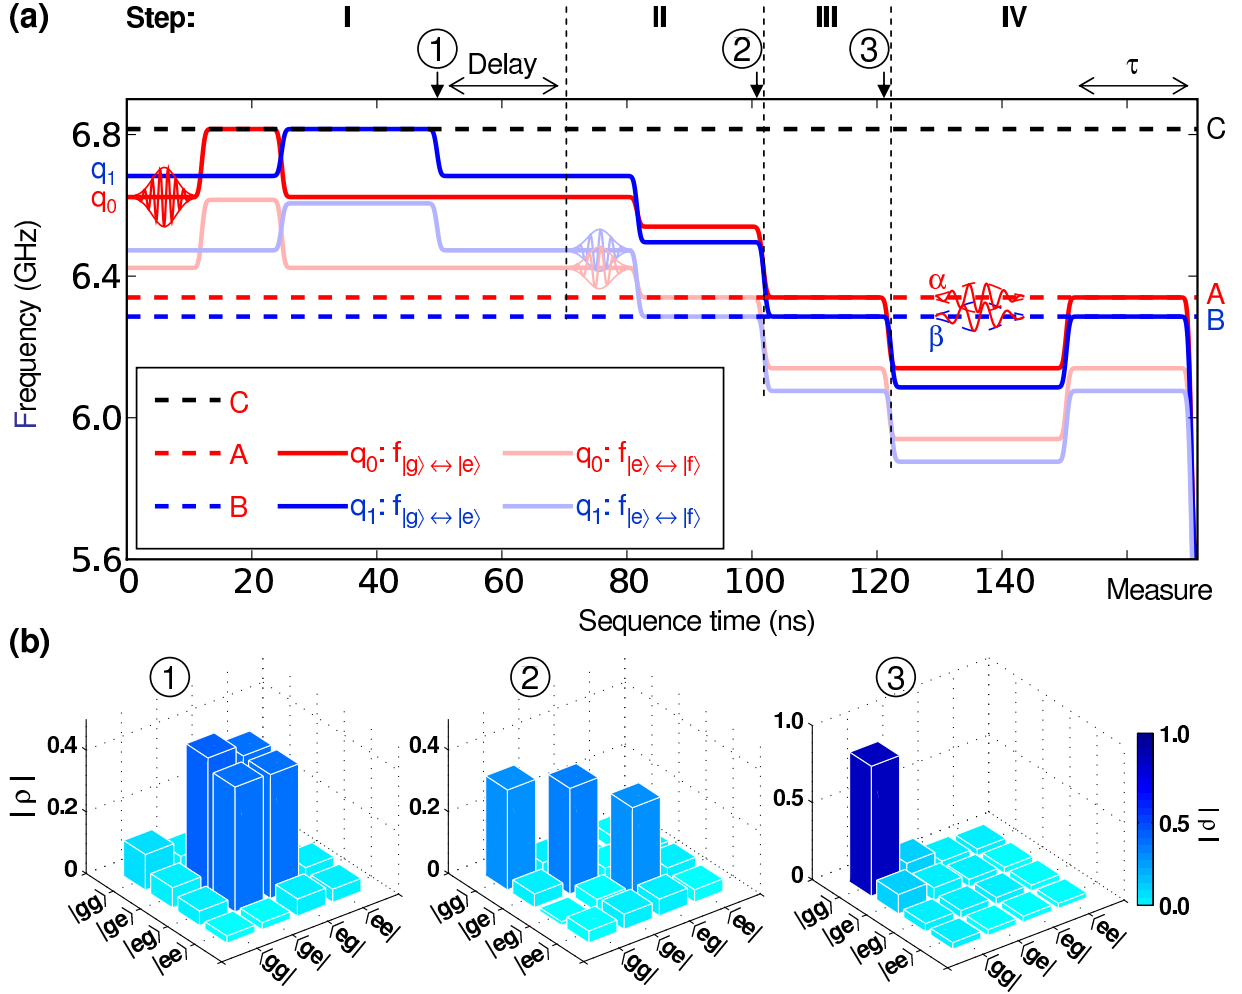 (a) Step: I II III IV
1 Delay 2 3 τ
6.8 C
q1
q0
6.4
α A
B
β
Frequency (GHz)
C
6.0
A q0: f|g⟩↔|e⟩ q0: f|e⟩↔|f⟩
B q1: f|g⟩↔|e⟩ q1: f|e⟩↔|f⟩
5.6
0 20 40 60 80 100 120 140 Measure
Sequence time (ns)
(b) 1 2 3
|ρ|
0.4
0.2
0
|gg⟩ |ge⟩ |eg⟩ |ee⟩
⟨gg| ⟨ge| ⟨eg| ⟨ee|
0.4
0.2
0
|gg⟩ |ge⟩ |eg⟩ |ee⟩
⟨gg| ⟨ge| ⟨eg| ⟨ee|
1.0
0.5
0
|gg⟩ |ge⟩ |eg⟩ |ee⟩
⟨gg| ⟨ge| ⟨eg| ⟨ee|
1.0
0.5
0.0
|ρ|